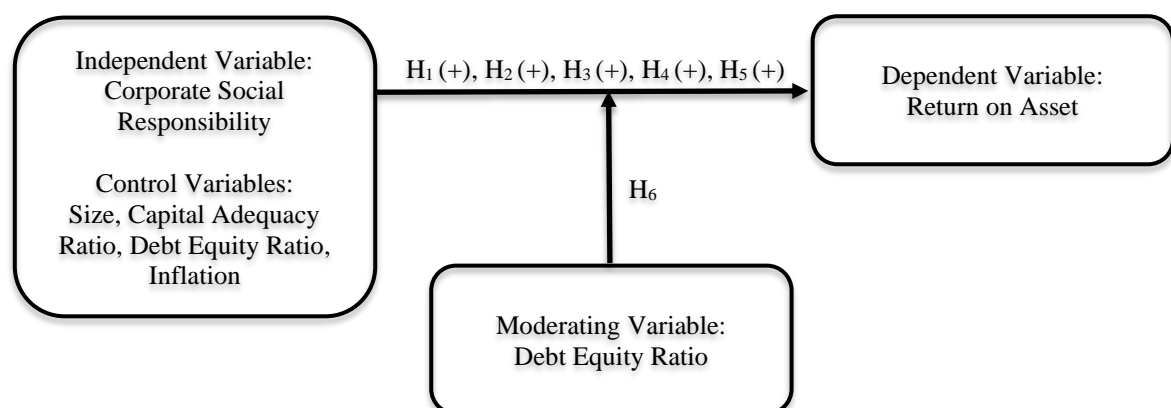 Independent Variable:
Corporate Social
Responsibility
Control Variables:
Size, Capital Adequacy
Ratio, Debt Equity Ratio,
Inflation
H₁ (+), H₂ (+), H₃ (+), H₄ (+), H₅ (+)
Dependent Variable:
Return on Asset
H₆
Moderating Variable:
Debt Equity Ratio